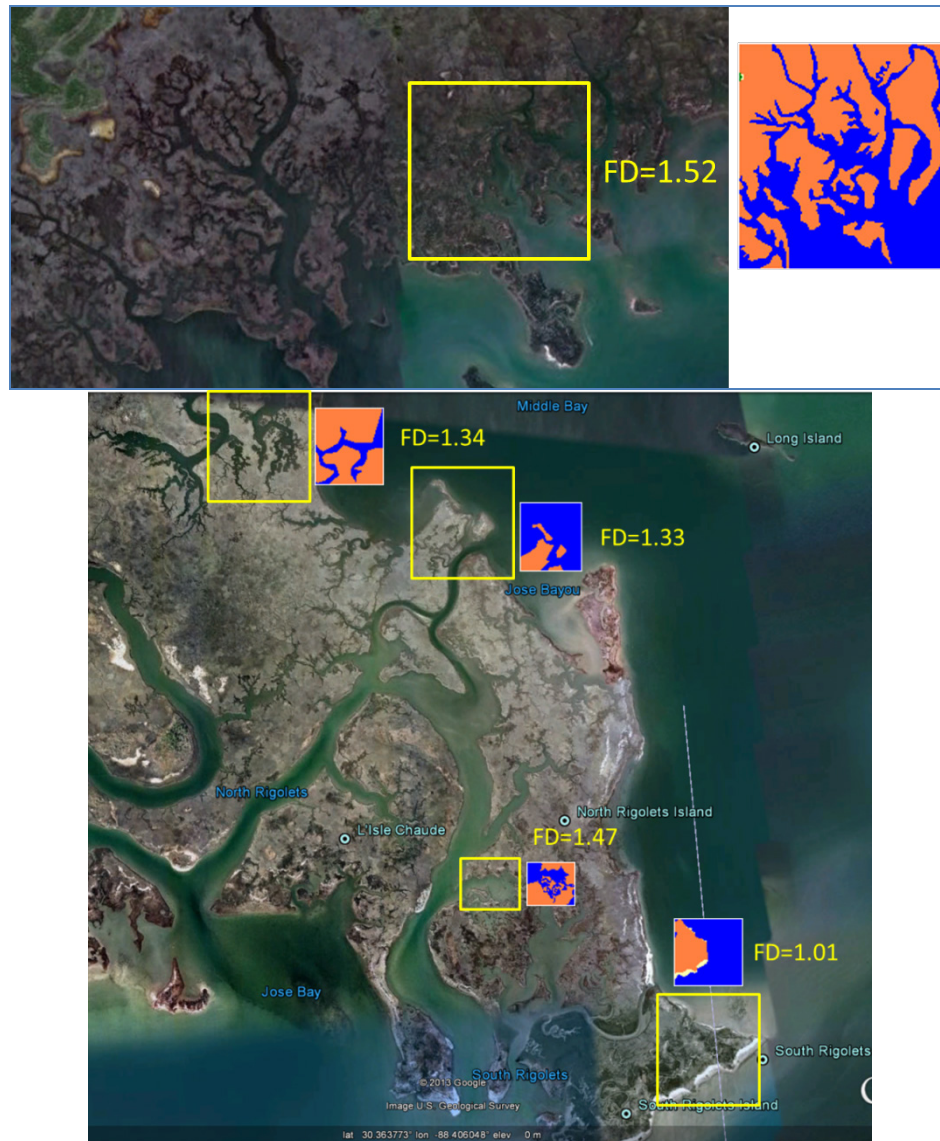 FD=1.52
Middle Bay
Long Island
FD=1.34
FD=1.33
Jose Bayou
North Rigolets
North Rigolets Island
L'Isle Chaude
FD=1.47
FD=1.01
Jose Bay
South Rigolets
South Rigolets
© 2013 Google
Image U.S. Geological Survey
South Rigolets Island
lat 30.363773° lon -88.406048° elev 0 m